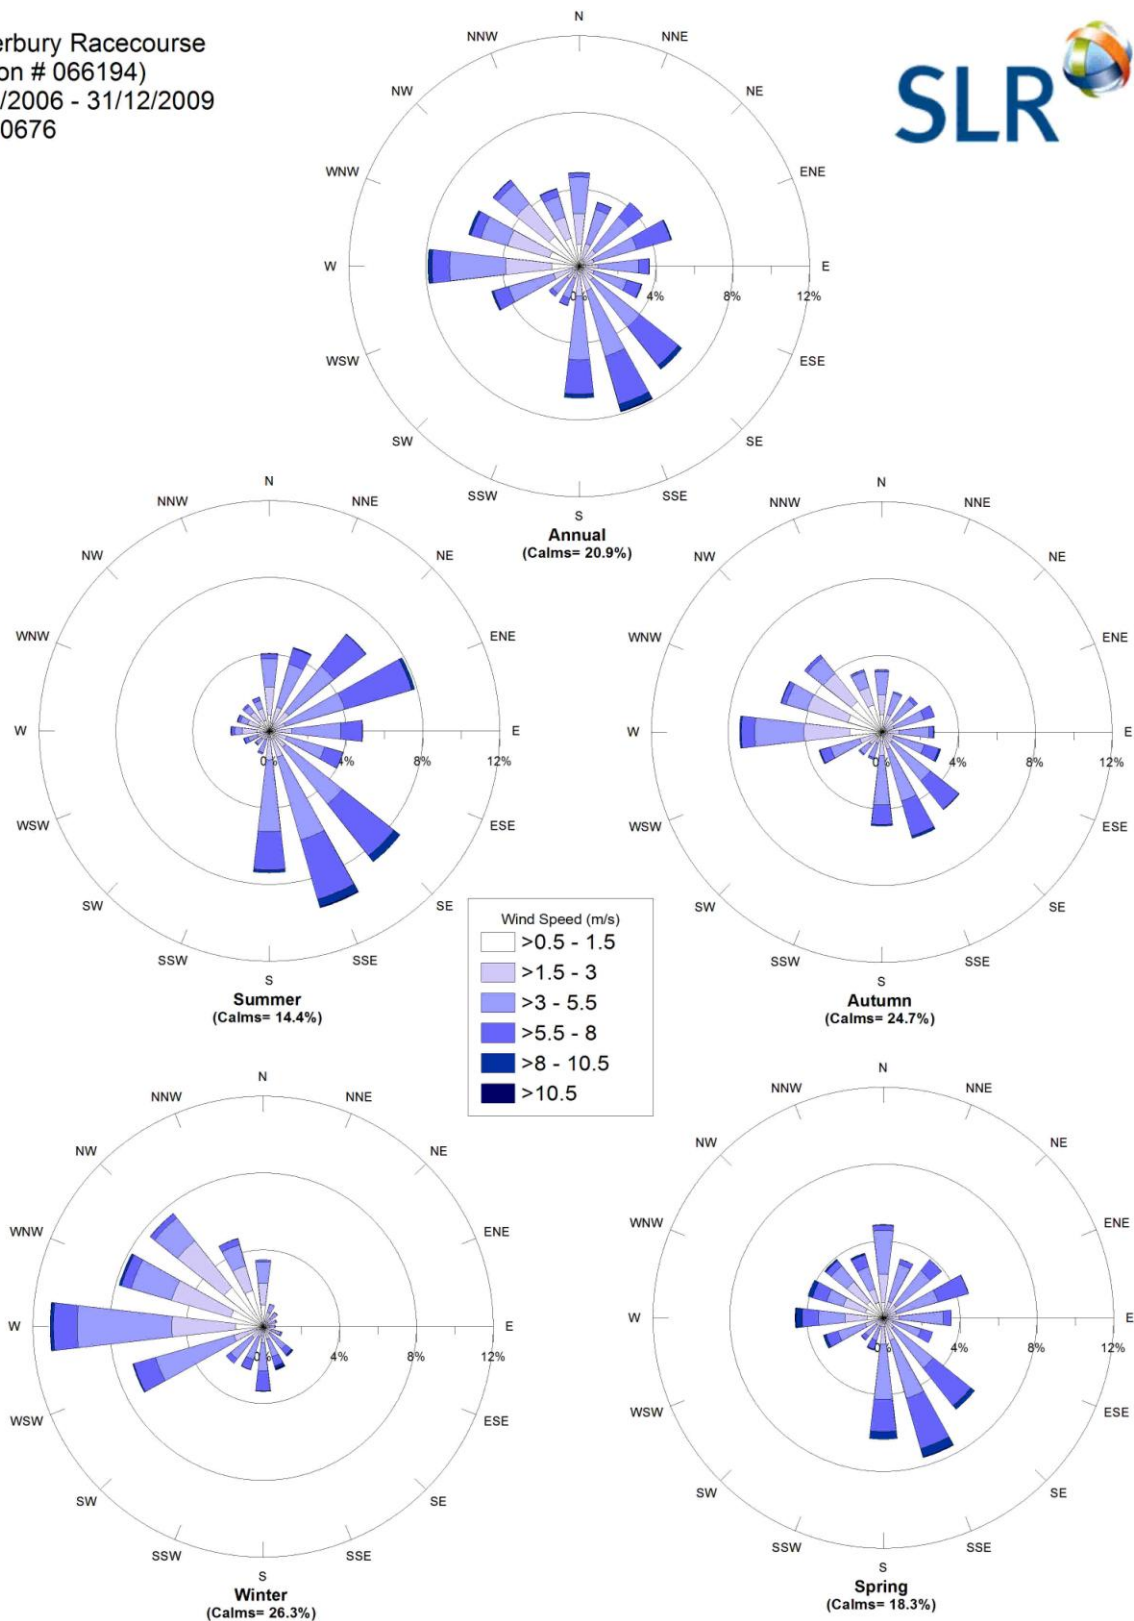 erbury Racecourse
on # 066194)
/2006 - 31/12/2009
0676
SLR
N
NNW NNE
NW NE
WNW ENE
W E
0% 4% 8% 12%
WSW ESE
SW SE
SSW SSE
S
Annual
(Calms= 20.9%)
N
NNW NNE
NW NE
WNW ENE
W E
0% 4% 8% 12%
WSW ESE
SW SE
SSW SSE
S
Summer
(Calms= 14.4%)
N
NNW NNE
NW NE
WNW ENE
W E
0% 4% 8% 12%
WSW ESE
SW SE
SSW SSE
S
Autumn
(Calms= 24.7%)
Wind Speed (m/s)
>0.5 - 1.5
>1.5 - 3
>3 - 5.5
>5.5 - 8
>8 - 10.5
>10.5
N
NNW NNE
NW NE
WNW ENE
W E
0% 4% 8% 12%
WSW ESE
SW SE
SSW SSE
S
Winter
(Calms= 26.3%)
N
NNW NNE
NW NE
WNW ENE
W E
0% 4% 8% 12%
WSW ESE
SW SE
SSW SSE
S
Spring
(Calms= 18.3%)